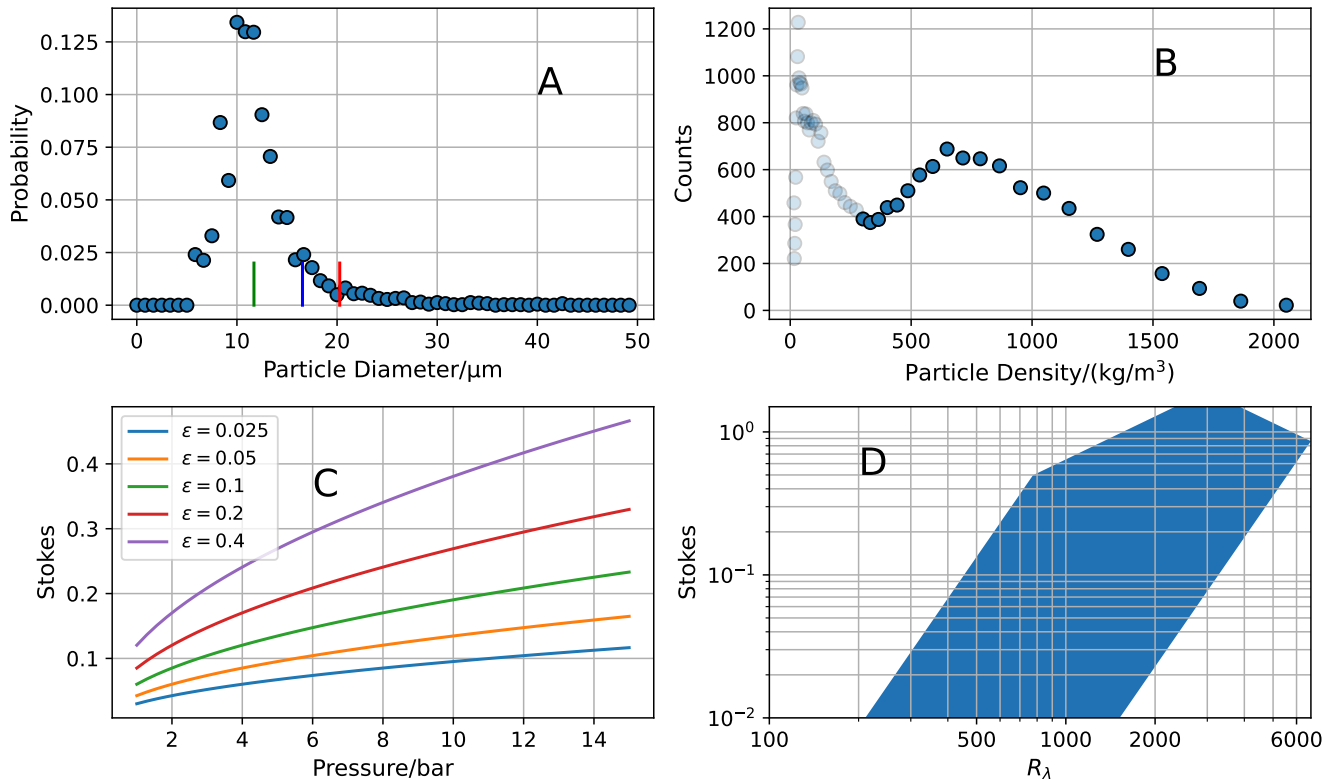 0.125
0.100
0.075
0.050
0.025
0.000
Probability
A
0 10 20 30 40 50
Particle Diameter/μm
1200
1000
800
600
400
200
0
Counts
B
0 500 1000 1500 2000
Particle Density/(kg/m³)
0.4
0.3
0.2
0.1
Stokes
ε = 0.025
ε = 0.05
ε = 0.1
ε = 0.2
ε = 0.4
C
2 4 6 8 10 12 14
Pressure/bar
10⁰
10⁻¹
10⁻²
Stokes
D
100 500 1000 2000 6000
R_λ